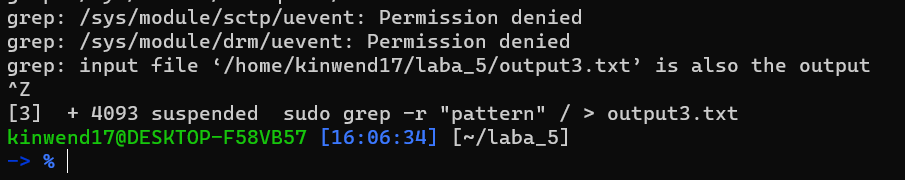 grep: /sys/module/sctp/uevent: Permission denied
grep: /sys/module/drm/uevent: Permission denied
grep: input file ‘/home/kinwend17/laba_5/output3.txt’ is also the output
^Z
[3]  + 4093 suspended  sudo grep -r "pattern" / > output3.txt
kinwend17@DESKTOP-F58VB57 [16:06:34] [~/laba_5]
-> %